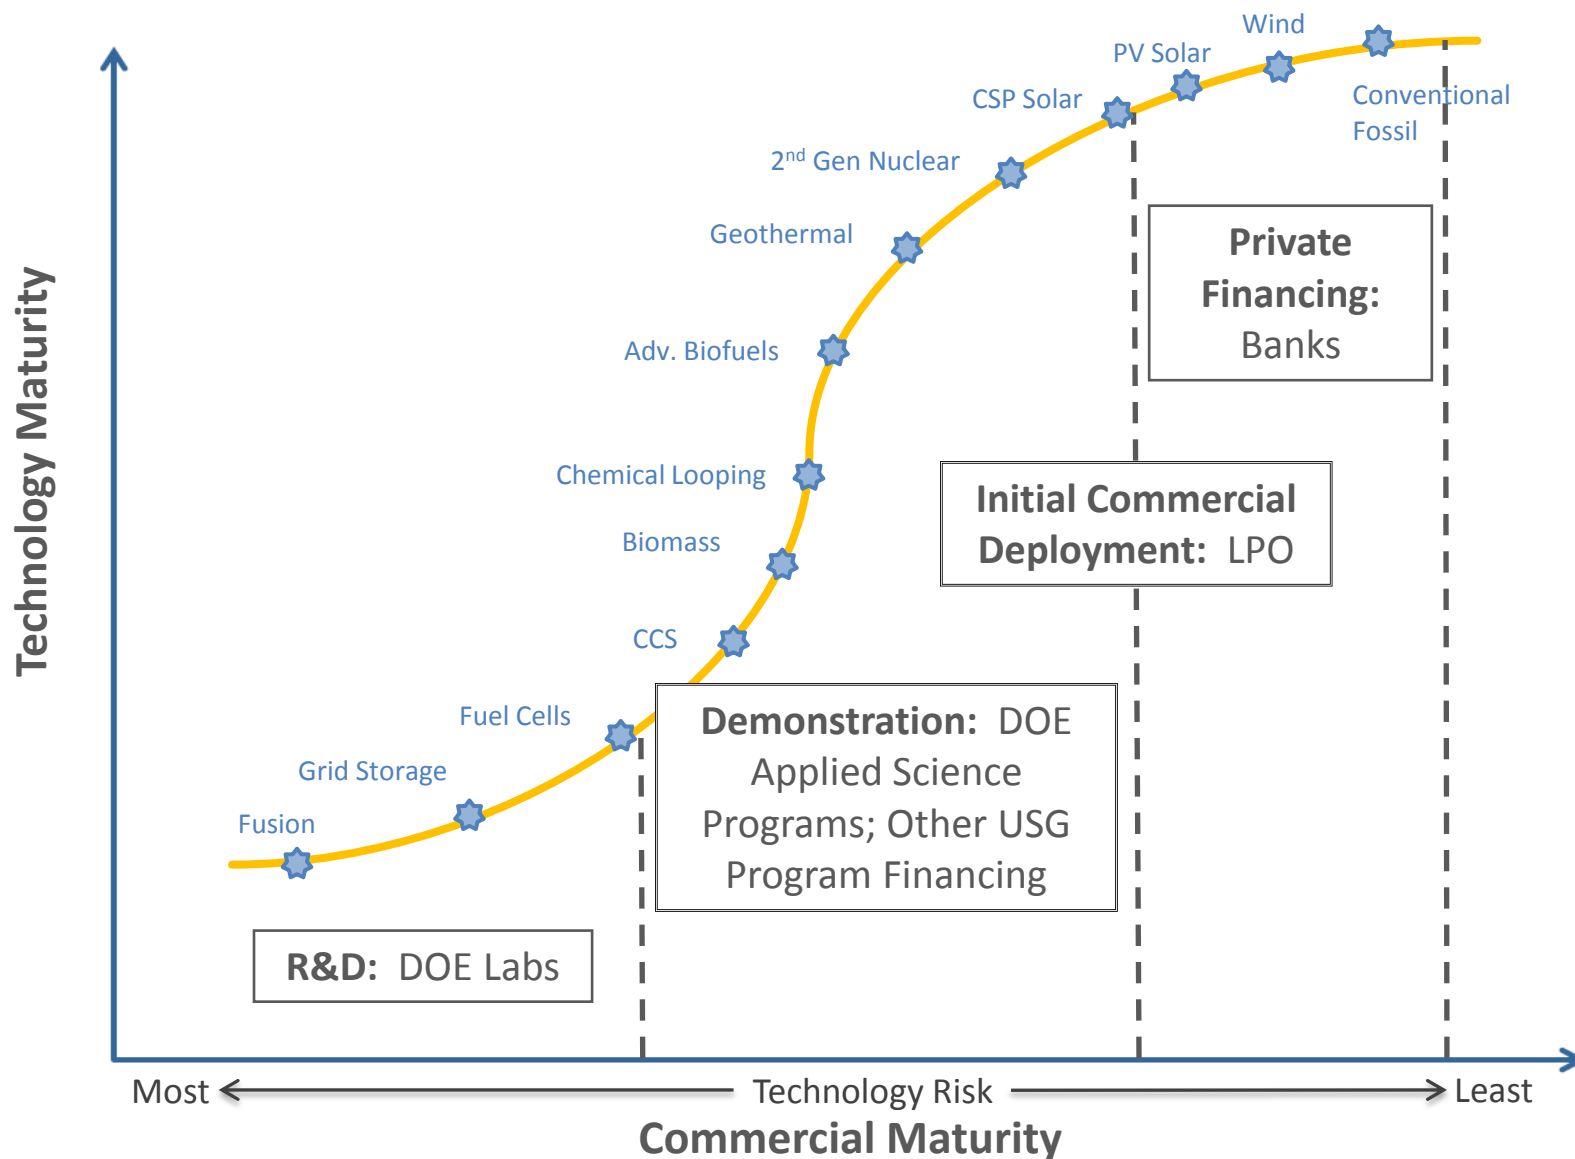 Wind
PV Solar
CSP Solar
Conventional
Fossil
2nd Gen Nuclear
Geothermal
Private
Financing:
Banks
Adv. Biofuels
Technology Maturity
Chemical Looping
Initial Commercial
Deployment: LPO
Biomass
CCS
Fuel Cells
Demonstration: DOE
Applied Science
Programs; Other USG
Program Financing
Grid Storage
Fusion
R&D: DOE Labs
Most
Technology Risk
Least
Commercial Maturity